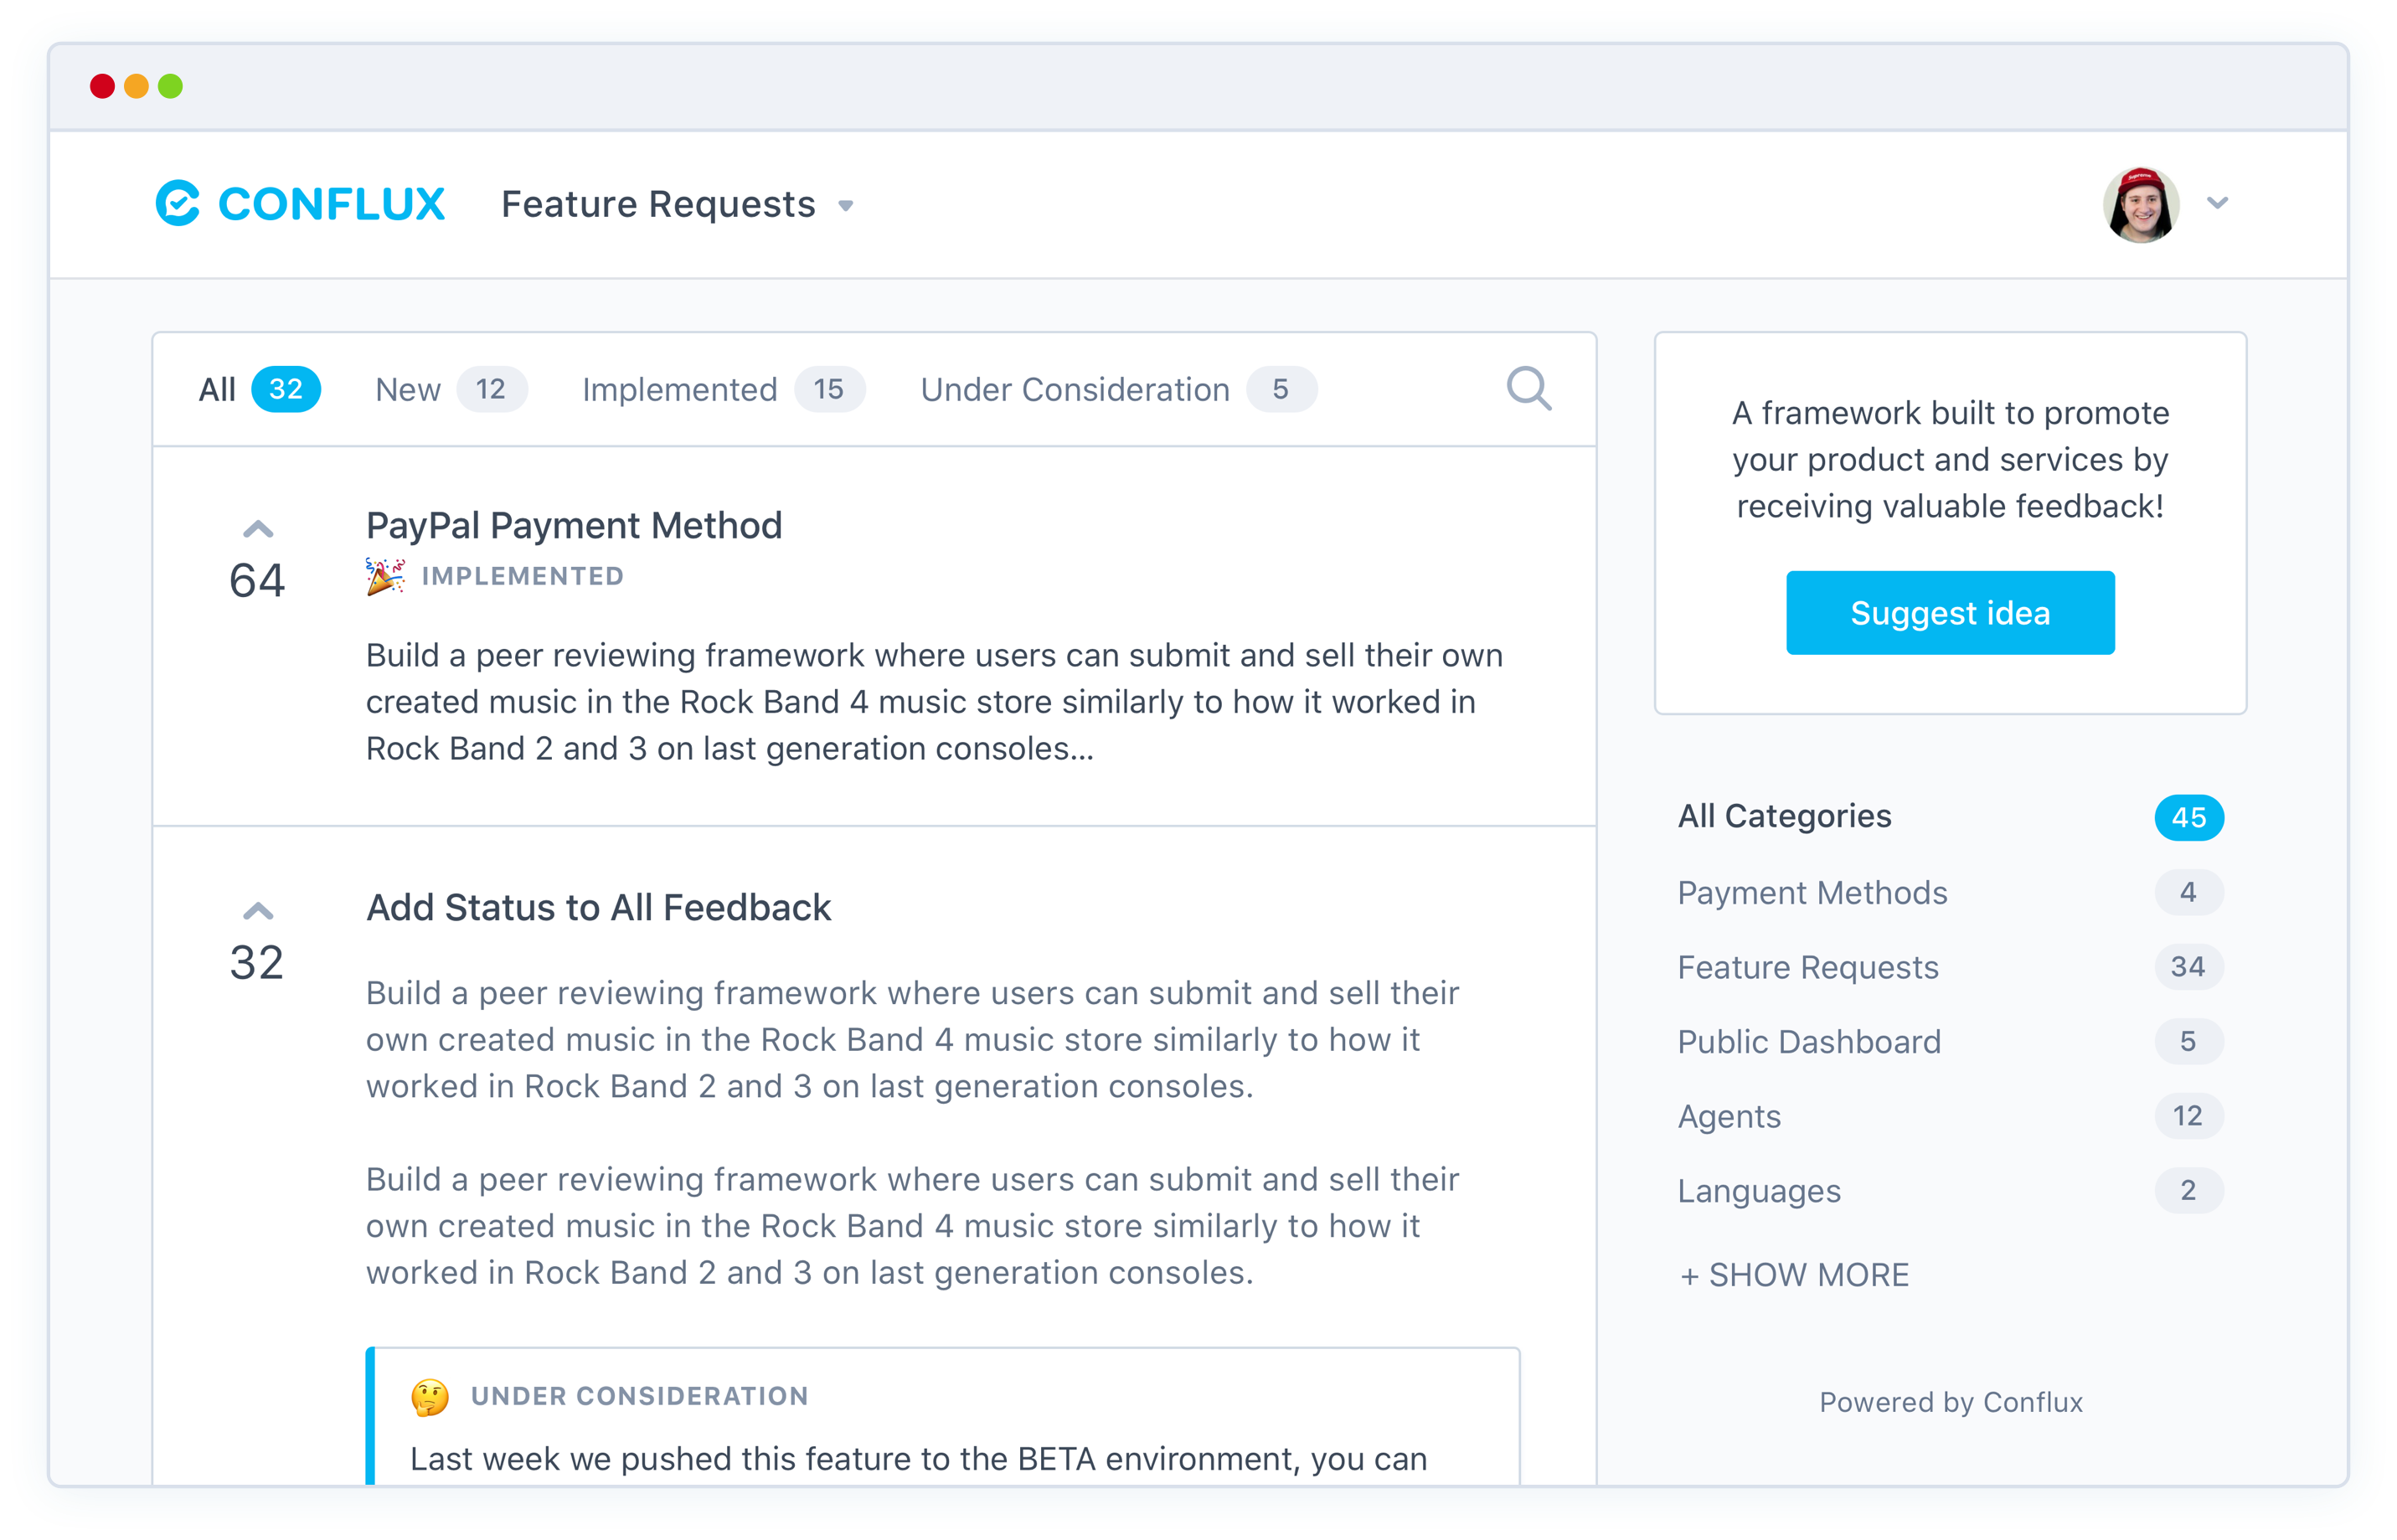 CONFLUX Feature Requests
All 32 New 12 Implemented 15 Under Consideration 5
PayPal Payment Method
64
IMPLEMENTED
Build a peer reviewing framework where users can submit and sell their own
created music in the Rock Band 4 music store similarly to how it worked in
Rock Band 2 and 3 on last generation consoles...
Add Status to All Feedback
32
Build a peer reviewing framework where users can submit and sell their
own created music in the Rock Band 4 music store similarly to how it
worked in Rock Band 2 and 3 on last generation consoles.
Build a peer reviewing framework where users can submit and sell their
own created music in the Rock Band 4 music store similarly to how it
worked in Rock Band 2 and 3 on last generation consoles.
UNDER CONSIDERATION
Last week we pushed this feature to the BETA environment, you can
A framework built to promote
your product and services by
receiving valuable feedback!
Suggest idea
All Categories 45
Payment Methods 4
Feature Requests 34
Public Dashboard 5
Agents 12
Languages 2
+ SHOW MORE
Powered by Conflux